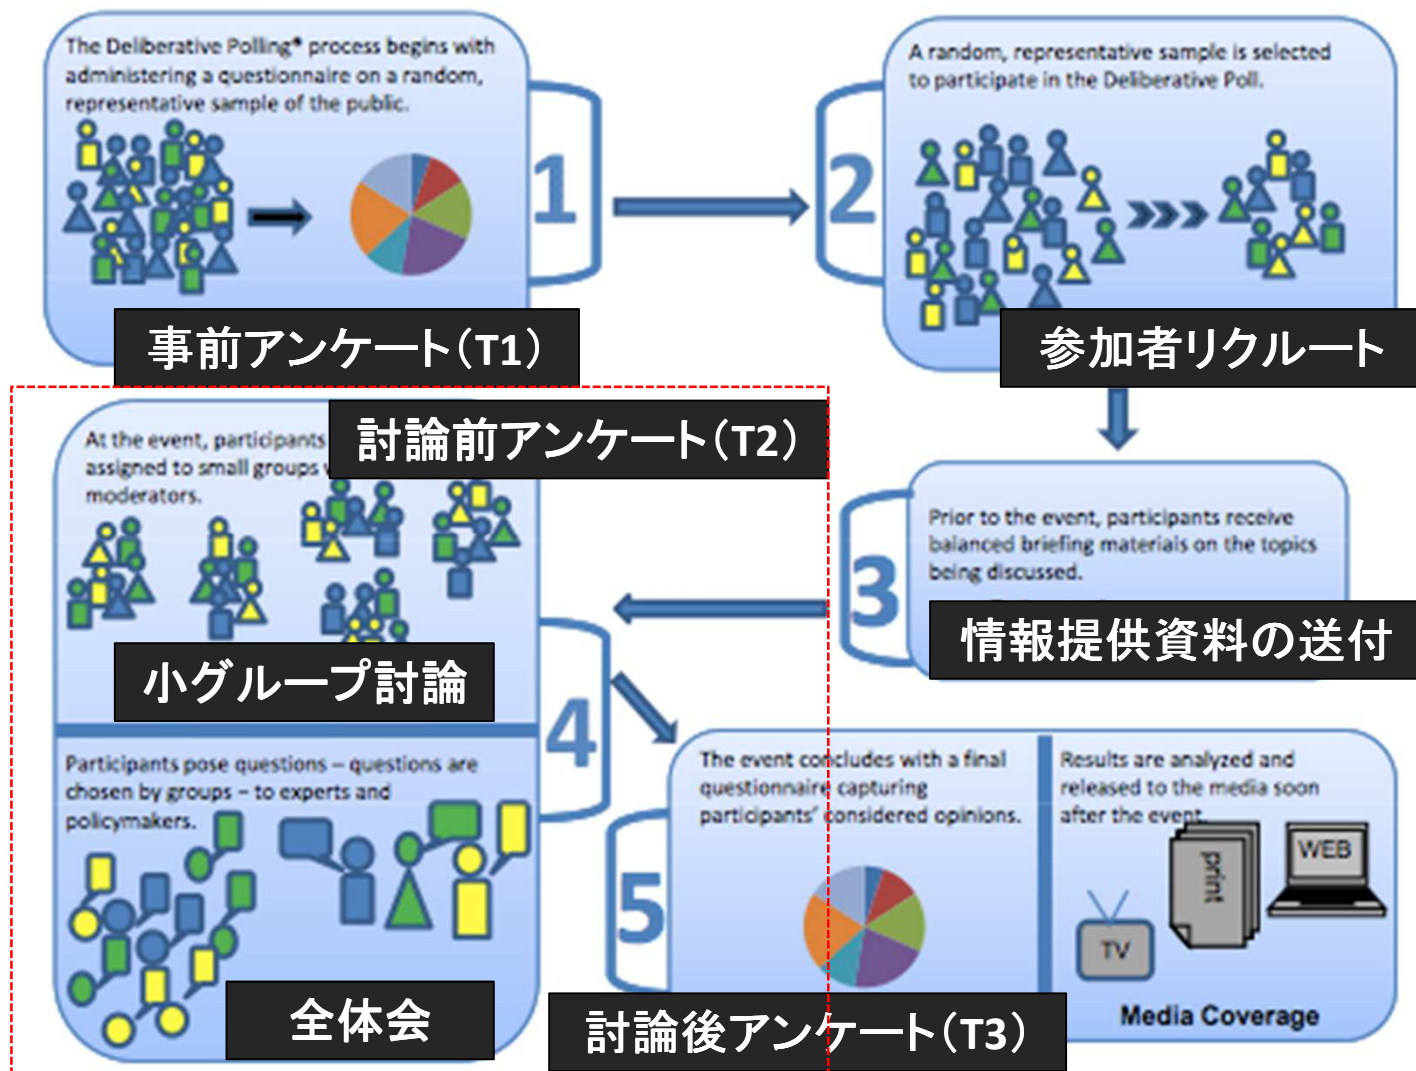 The Deliberative Polling® process begins with
administering a questionnaire on a random,
representative sample of the public.
1
事前アンケート(T1)
A random, representative sample is selected
to participate in the Deliberative Poll.
2
参加者リクルート
Prior to the event, participants receive
balanced briefing materials on the topics
being discussed.
3
情報提供資料の送付
討論前アンケート(T2)
At the event, participants
assigned to small groups
moderators.
小グループ討論
4
Participants pose questions – questions are
chosen by groups – to experts and
policymakers.
全体会
5
The event concludes with a final
questionnaire capturing
participants' considered opinions.
討論後アンケート(T3)
Results are analyzed and
released to the media soon
after the event.
TV
print
WEB
Media Coverage